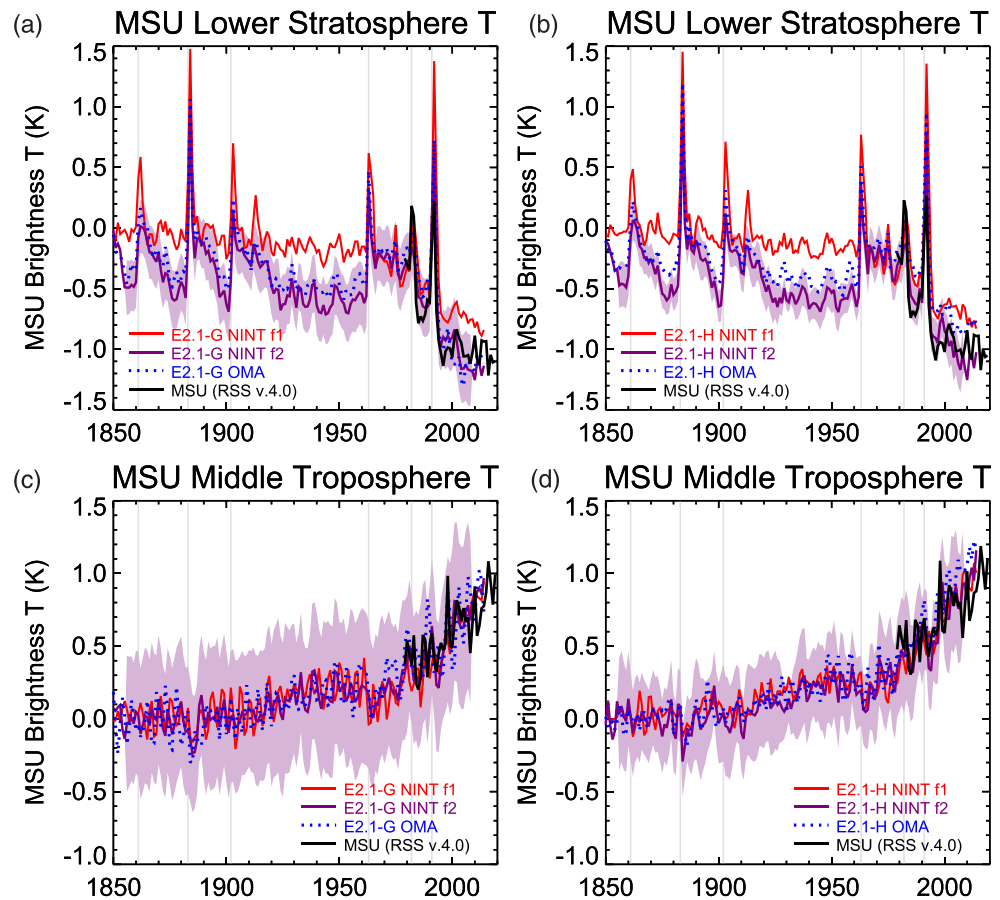 (a)
MSU Lower Stratosphere T
MSU Brightness T (K)
1.5
1.0
0.5
0.0
-0.5
-1.0
-1.5
E2.1-G NINT f1
E2.1-G NINT f2
E2.1-G OMA
MSU (RSS v.4.0)
1850
1900
1950
2000
(b)
MSU Lower Stratosphere T
MSU Brightness T (K)
1.5
1.0
0.5
0.0
-0.5
-1.0
-1.5
E2.1-H NINT f1
E2.1-H NINT f2
E2.1-H OMA
MSU (RSS v.4.0)
1850
1900
1950
2000
(c)
MSU Middle Troposphere T
MSU Brightness T (K)
1.5
1.0
0.5
0.0
-0.5
-1.0
E2.1-G NINT f1
E2.1-G NINT f2
E2.1-G OMA
MSU (RSS v.4.0)
1850
1900
1950
2000
(d)
MSU Middle Troposphere T
MSU Brightness T (K)
1.5
1.0
0.5
0.0
-0.5
-1.0
E2.1-H NINT f1
E2.1-H NINT f2
E2.1-H OMA
MSU (RSS v.4.0)
1850
1900
1950
2000